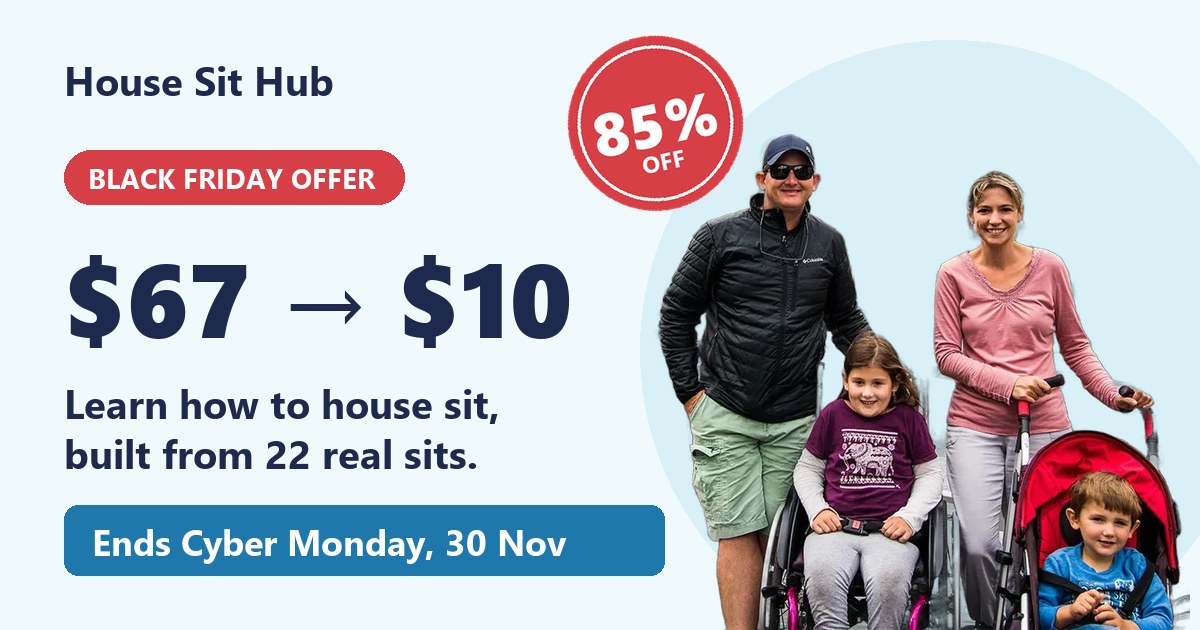 House Sit Hub
85%
OFF
BLACK FRIDAY OFFER
$67 → $10
Learn how to house sit,
built from 22 real sits.
Ends Cyber Monday, 30 Nov
Columbia